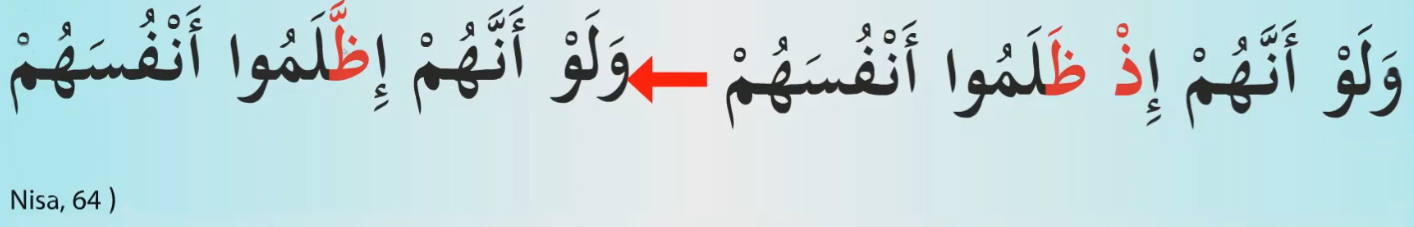 وَلَوْ أَنَّهُمْ إِذْ ظَلَمُوا أَنْفُسَهُمْ ← وَلَوْ أَنَّهُمْ إِظَّلَمُوا أَنْفُسَهُمْ
Nisa, 64 )